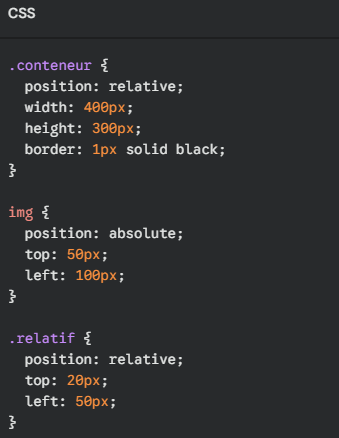 CSS
.conteneur {
position: relative;
width: 400px;
height: 300px;
border: 1px solid black;
}
img {
position: absolute;
top: 50px;
left: 100px;
}
.relatif {
position: relative;
top: 20px;
left: 50px;
}